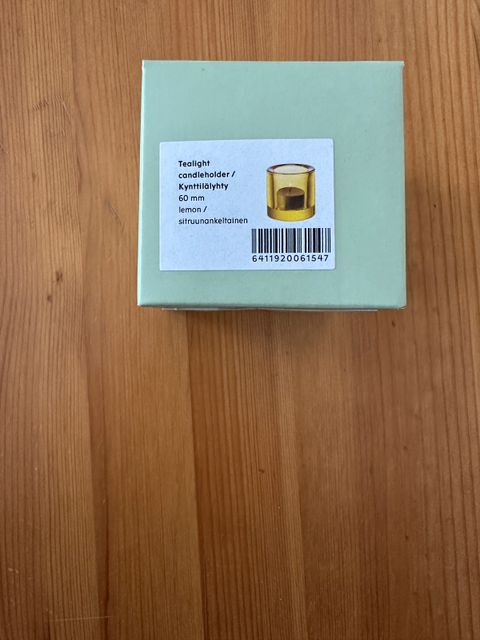 Tealight
candleholder /
Kynttilälyhty
60 mm
lemon /
sitruunankeltainen
6411920061547